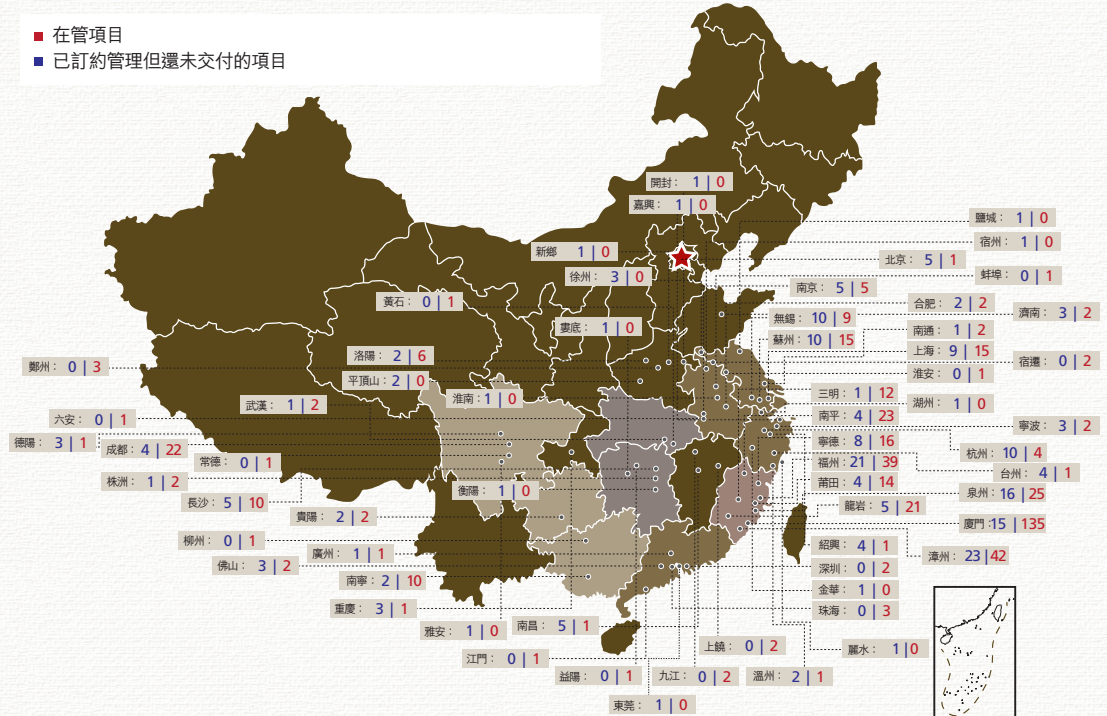 在管項目
已訂約管理但還未交付的項目
開封： 1 | 0
嘉興： 1 | 0
鹽城： 1 | 0
宿州： 1 | 0
新鄉 1 | 0
北京： 5 | 1
徐州： 3 | 0
蚌埠： 0 | 1
南京： 5 | 5
黃石： 0 | 1
合肥： 2 | 2
濟南： 3 | 2
無錫： 10 | 9
婁底： 1 | 0
南通： 1 | 2
蘇州： 10 | 15
上海： 9 | 15
洛陽： 2 | 6
宿遷： 0 | 2
鄭州： 0 | 3
淮安： 0 | 1
平頂山： 2 | 0
三明： 1 | 12
淮南： 1 | 0
湖州： 1 | 0
武漢： 1 | 2
南平： 4 | 23
六安： 0 | 1
寧波： 3 | 2
德陽： 3 | 1
寧德： 8 | 16
成都： 4 | 22
杭州： 10 | 4
常德： 0 | 1
福州： 21 | 39
台州： 4 | 1
株洲： 1 | 2
莆田： 4 | 14
衡陽： 1 | 0
泉州： 16 | 25
長沙： 5 | 10
龍岩： 5 | 21
貴陽： 2 | 2
廈門： 15 | 135
柳州： 0 | 1
紹興： 4 | 1
廣州： 1 | 1
漳州： 23 | 42
佛山： 3 | 2
深圳： 0 | 2
南寧： 2 | 10
金華： 1 | 0
重慶： 3 | 1
珠海： 0 | 3
雅安： 1 | 0
南昌： 5 | 1
上饒： 0 | 2
麗水： 1 | 0
江門： 0 | 1
益陽： 0 | 1
九江： 0 | 2
溫州： 2 | 1
東莞： 1 | 0